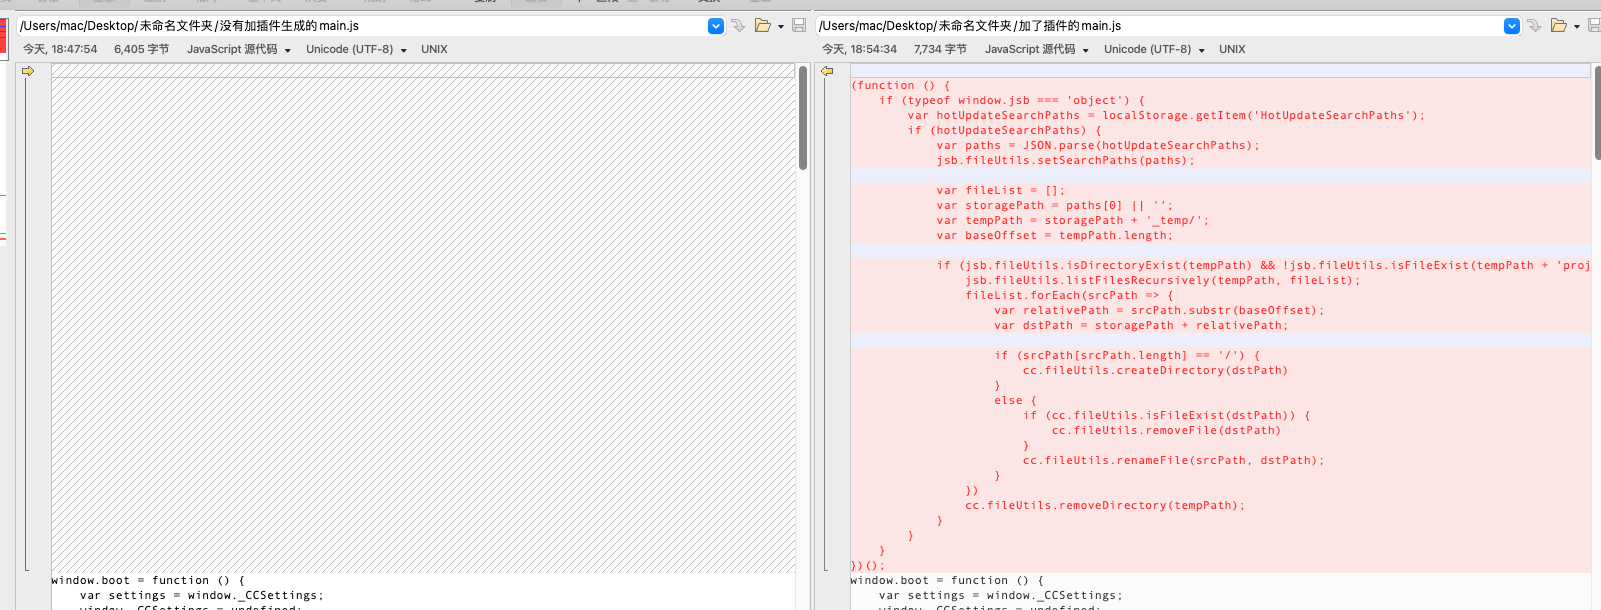 /Users/mac/Desktop/未命名文件夹/没有加插件生成的main.js
/Users/mac/Desktop/未命名文件夹/加了插件的main.js
今天, 18:47:54 6,405 字节 JavaScript 源代码 Unicode (UTF-8) UNIX
今天, 18:54:34 7,734 字节 JavaScript 源代码 Unicode (UTF-8) UNIX
(function () {
if (typeof window.jsb === 'object') {
var hotUpdateSearchPaths = localStorage.getItem('HotUpdateSearchPaths');
if (hotUpdateSearchPaths) {
var paths = JSON.parse(hotUpdateSearchPaths);
jsb.fileUtils.setSearchPaths(paths);
var fileList = [];
var storagePath = paths[0] || '';
var tempPath = storagePath + '_temp/';
var baseOffset = tempPath.length;
if (jsb.fileUtils.isDirectoryExist(tempPath) && !jsb.fileUtils.isFileExist(tempPath + 'proj
jsb.fileUtils.listFilesRecursively(tempPath, fileList);
fileList.forEach(srcPath => {
var relativePath = srcPath.substr(baseOffset);
var dstPath = storagePath + relativePath;
if (srcPath[srcPath.length] == '/') {
cc.fileUtils.createDirectory(dstPath)
}
else {
if (cc.fileUtils.isFileExist(dstPath)) {
cc.fileUtils.removeFile(dstPath)
}
cc.fileUtils.renameFile(srcPath, dstPath);
}
})
cc.fileUtils.removeDirectory(tempPath);
}
}
}
})();
window.boot = function () {
var settings = window._CCSettings;
window._CCSettings = undefined;
window.boot = function () {
var settings = window._CCSettings;
window._CCSettings = undefined;